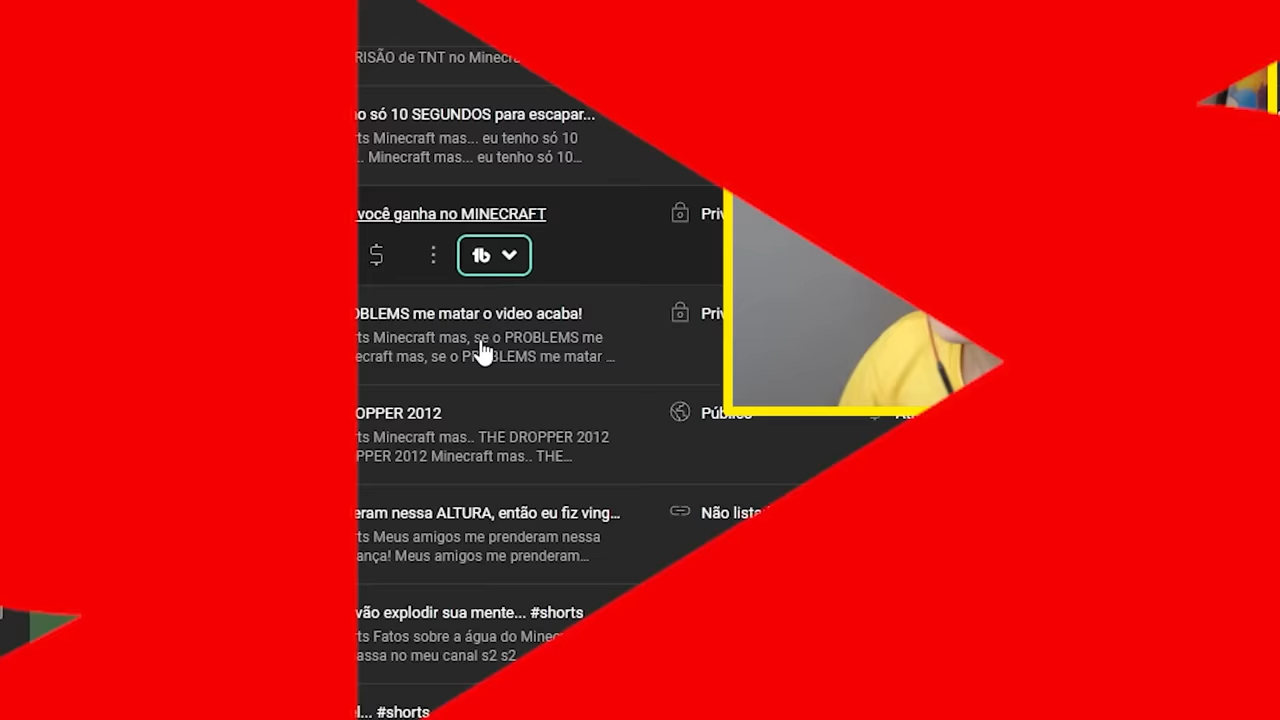 RISÃO de TNT no Minecra
o só 10 SEGUNDOS para escapar...
ts Minecraft mas... eu tenho só 10
.. Minecraft mas... eu tenho só 10...
você ganha no MINECRAFT
Priv
OBLEMS me matar o video acaba!
ts Minecraft mas, se o PROBLEMS me
ecraft mas, se o PROBLEMS me matar ...
Priv
OPPER 2012
Público
ts Minecraft mas.. THE DROPPER 2012
PPER 2012 Minecraft mas.. THE...
eram nessa ALTURA, então eu fiz ving...
Não lista
ts Meus amigos me prenderam nessa
ança! Meus amigos me prenderam...
vão explodir sua mente... #shorts
ts Fatos sobre a água do Minec
assa no meu canal s2 s2
l... #shorts